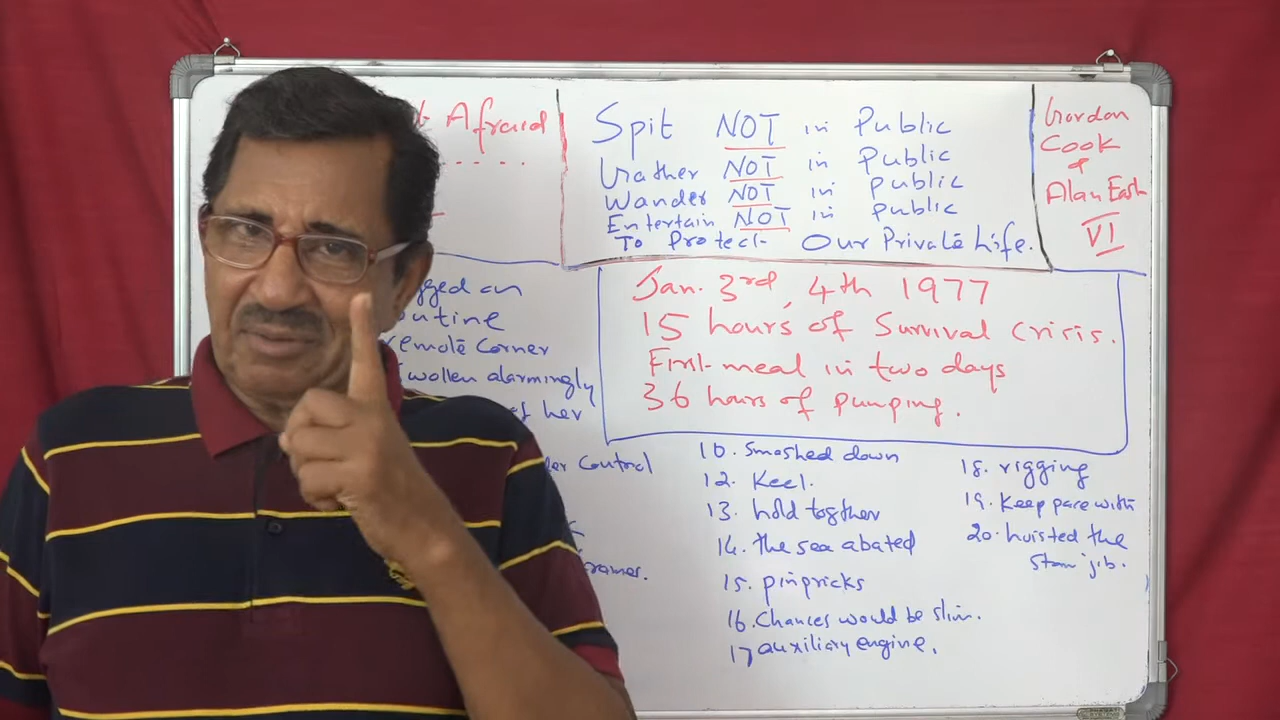 Afraid
. . . . . .
Spit NOT in Public
Gather NOT in Public
Wander NOT in Public
Entertain NOT in Public
To Protect Our Private Life.
Gordon
Cook
&
Alan East
VI
Jan. 3rd, 4th 1977
15 hours of Survival Crisis.
First meal in two days
36 hours of pumping.
gged on
outine
remote Corner
wollen alarmingly
of her
er Control
rames.
10. Smashed down
12. Keel.
13. hold together
14. the sea abated
15. pinpricks
16. Chances would be slim.
17 auxiliary engine.
18. rigging
19. Keep pace with
20. hoisted the
jib.